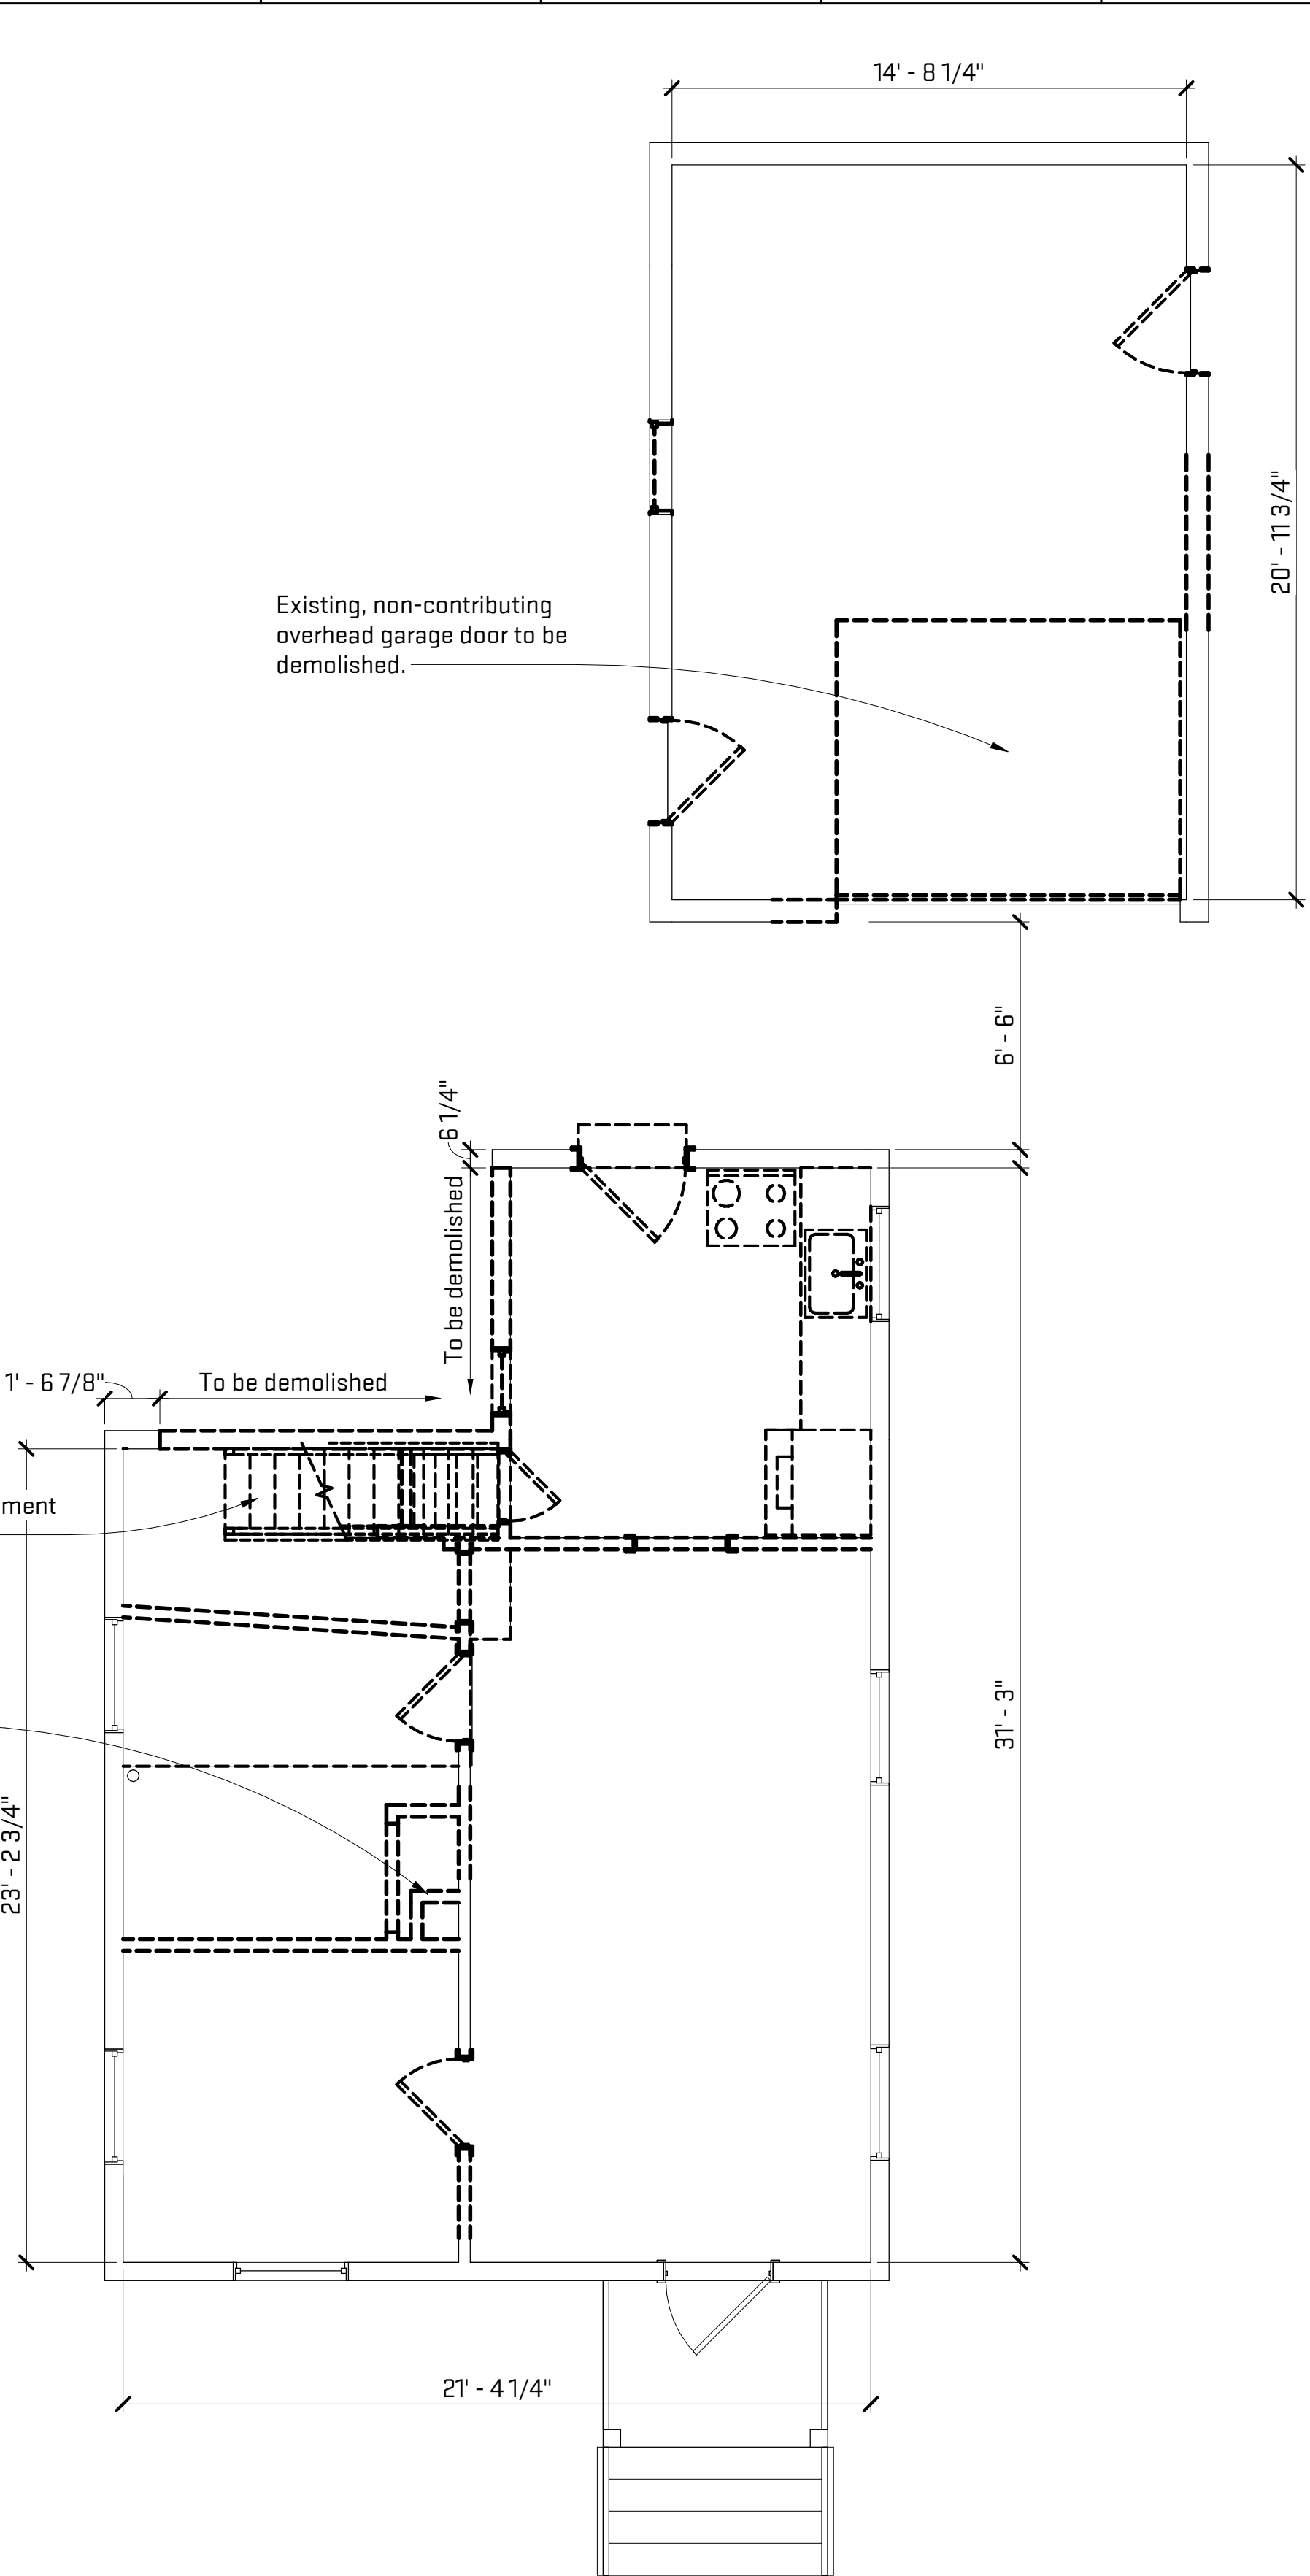 14' - 8 1/4"
20' - 11 3/4"
Existing, non-contributing
overhead garage door to be
demolished.
6' - 6"
6 1/4"
To be demolished
1' - 6 7/8"
To be demolished
ment
31' - 3"
23' - 2 3/4"
21' - 4 1/4"